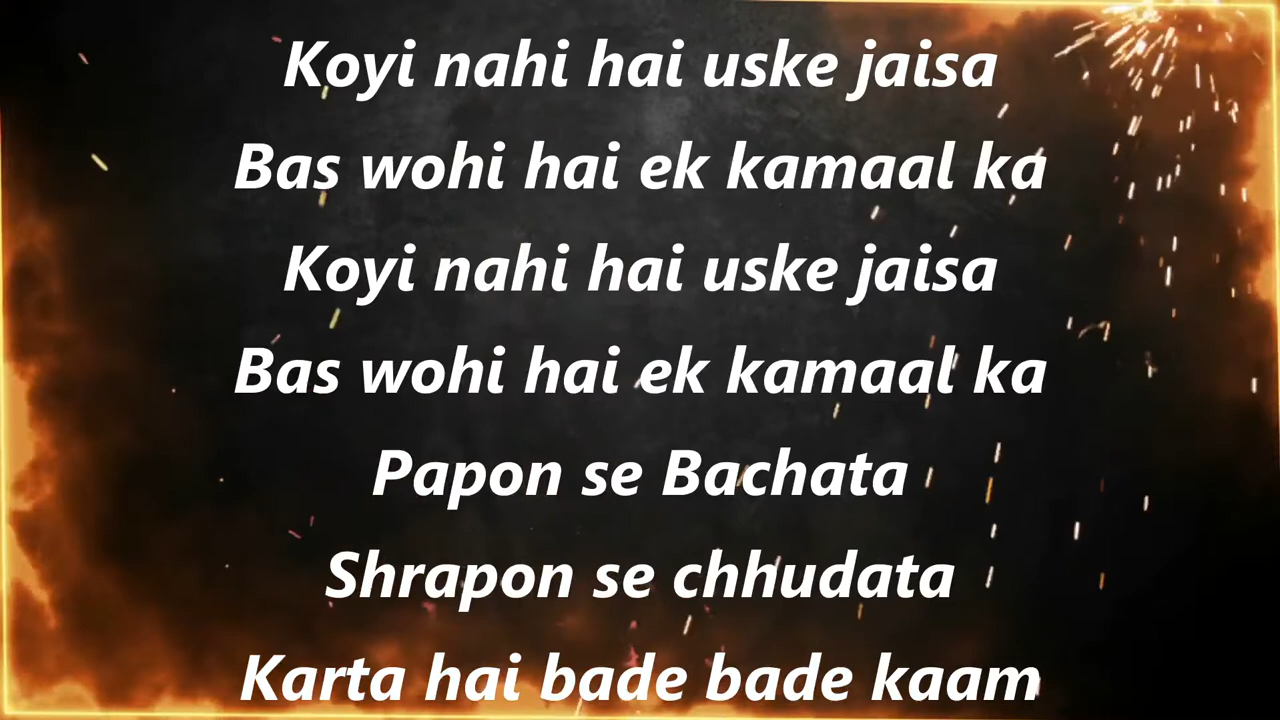 Koyi nahi hai uske jaisa
Bas wohi hai ek kamaal ka
Koyi nahi hai uske jaisa
Bas wohi hai ek kamaal ka
Papon se Bachata
Shrapon se chhudata
Karta hai bade bade kaam